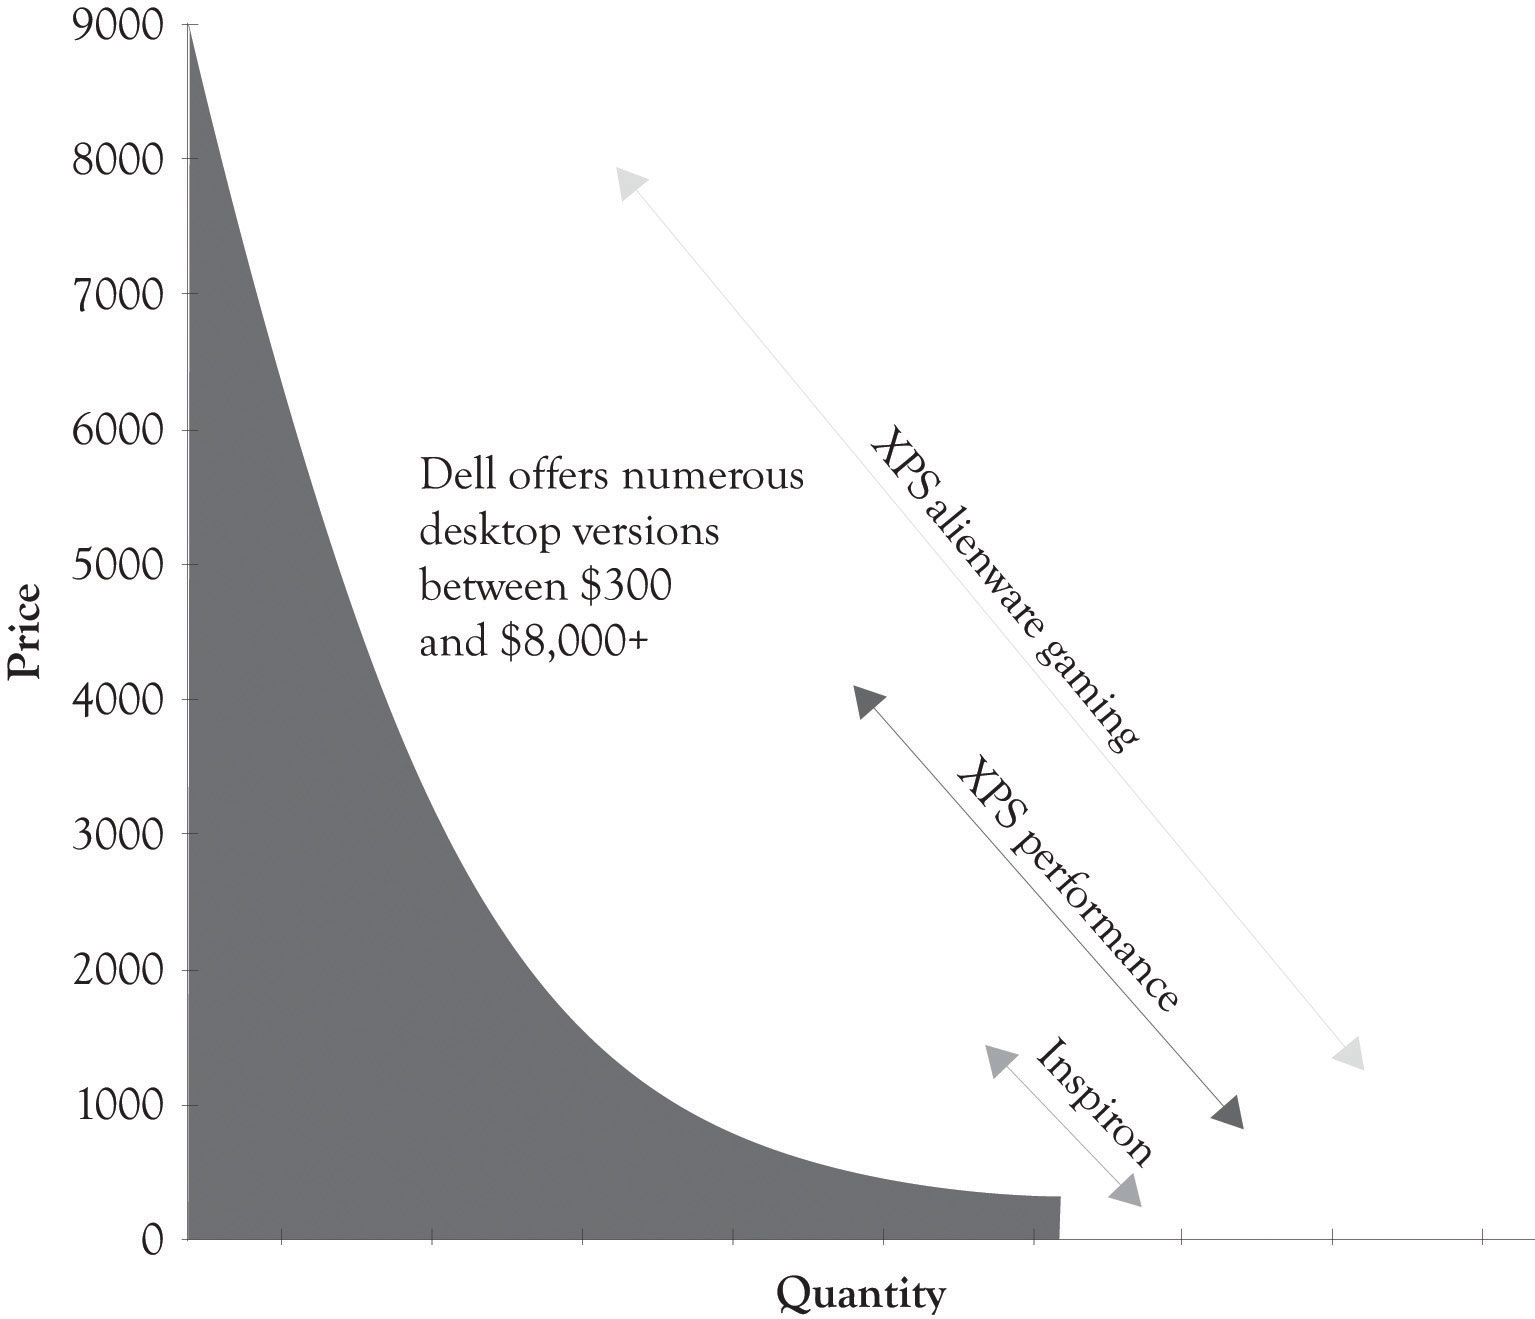 9000
8000
7000
6000
5000
4000
3000
2000
1000
0
Price
Dell offers numerous
desktop versions
between $300
and $8,000+
XPS alienware gaming
XPS performance
Inspiron
Quantity